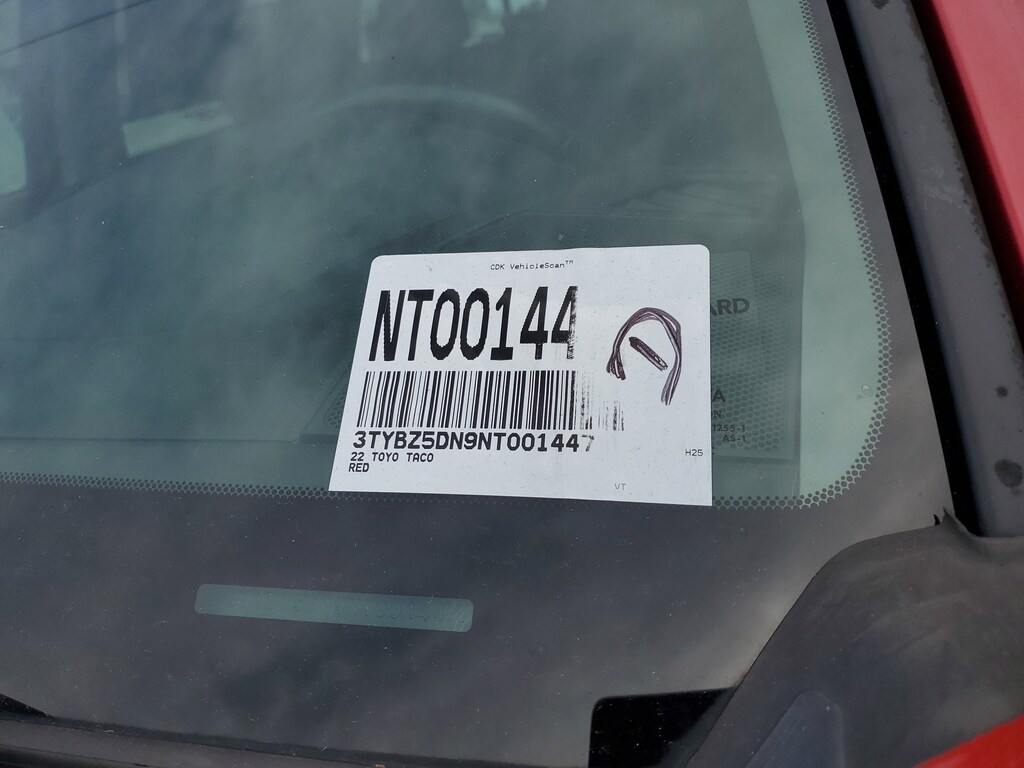 CDK VehicleScan™
NT00144
3TYBZ5DN9NT001447
22 TOYO TACO
RED
H25
VT